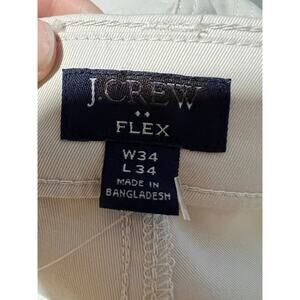 J.CREW
FLEX
W34
L 34
MADE IN
BANGLADESH